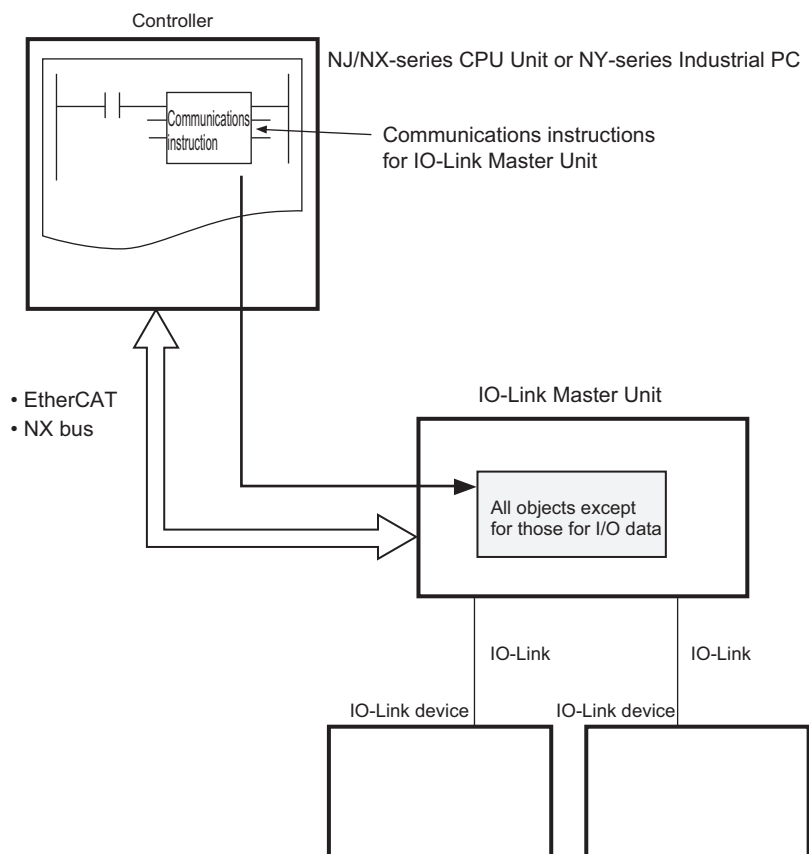 Controller
NJ/NX-series CPU Unit or NY-series Industrial PC
Communications
instruction
Communications instructions
for IO-Link Master Unit
• EtherCAT
• NX bus
IO-Link Master Unit
All objects except
for those for I/O data
IO-Link
IO-Link
IO-Link device
IO-Link device